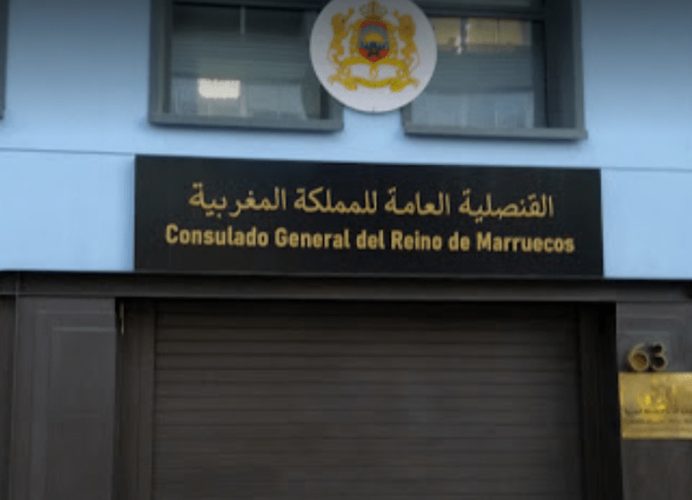 القنصلية العامة للمملكة المغربية
Consulado General del Reino de Marruecos
63